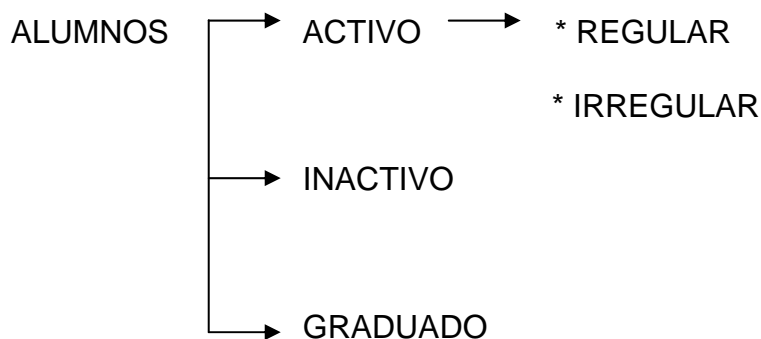 ALUMNOS ACTIVO * REGULAR
* IRREGULAR
INACTIVO
GRADUADO